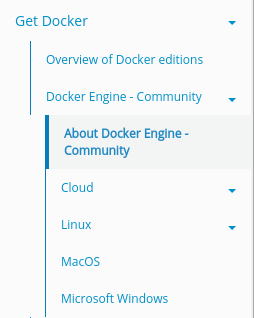 Get Docker
Overview of Docker editions
Docker Engine - Community
About Docker Engine -
Community
Cloud
Linux
MacOS
Microsoft Windows